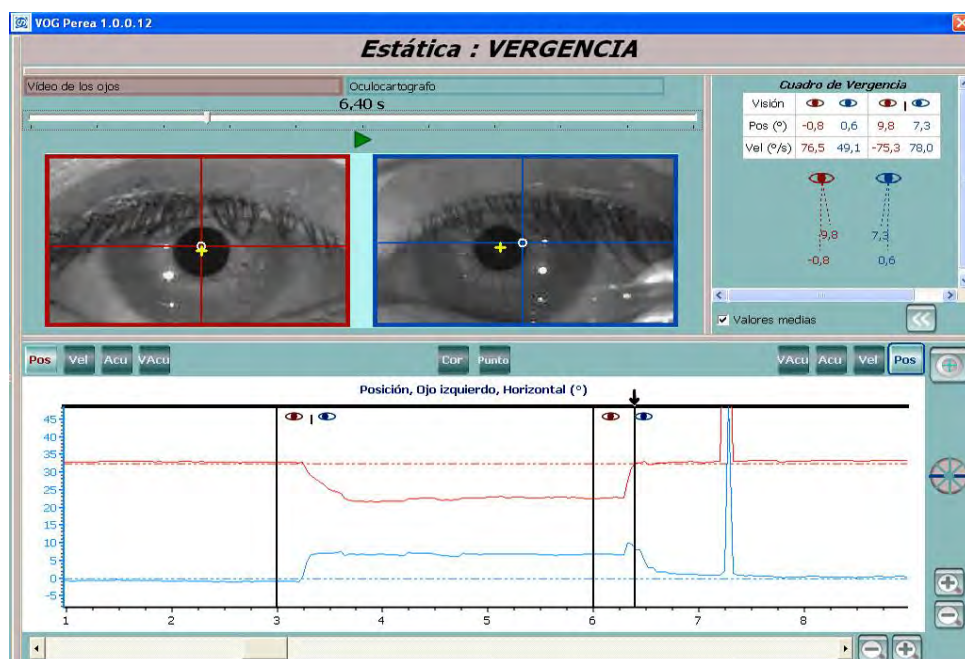 VOG Perea 1.0.0.12
Estática : VERGENCIA
Vídeo de los ojos
Oculocartografo
6,40 s
Cuadro de Vergencia
Visión
Pos (º) -0,8 0,6 9,8 7,3
Vel (º/s) 76,5 49,1 -75,3 78,0
-9,8 7,3
-0,8 0,6
Valores medias
Pos Vel Acu VAcu Cor Punto VAcu Acu Vel Pos
Posición, Ojo izquierdo, Horizontal (º)
45
40
35
30
25
20
15
10
5
0
-5
1 2 3 4 5 6 7 8